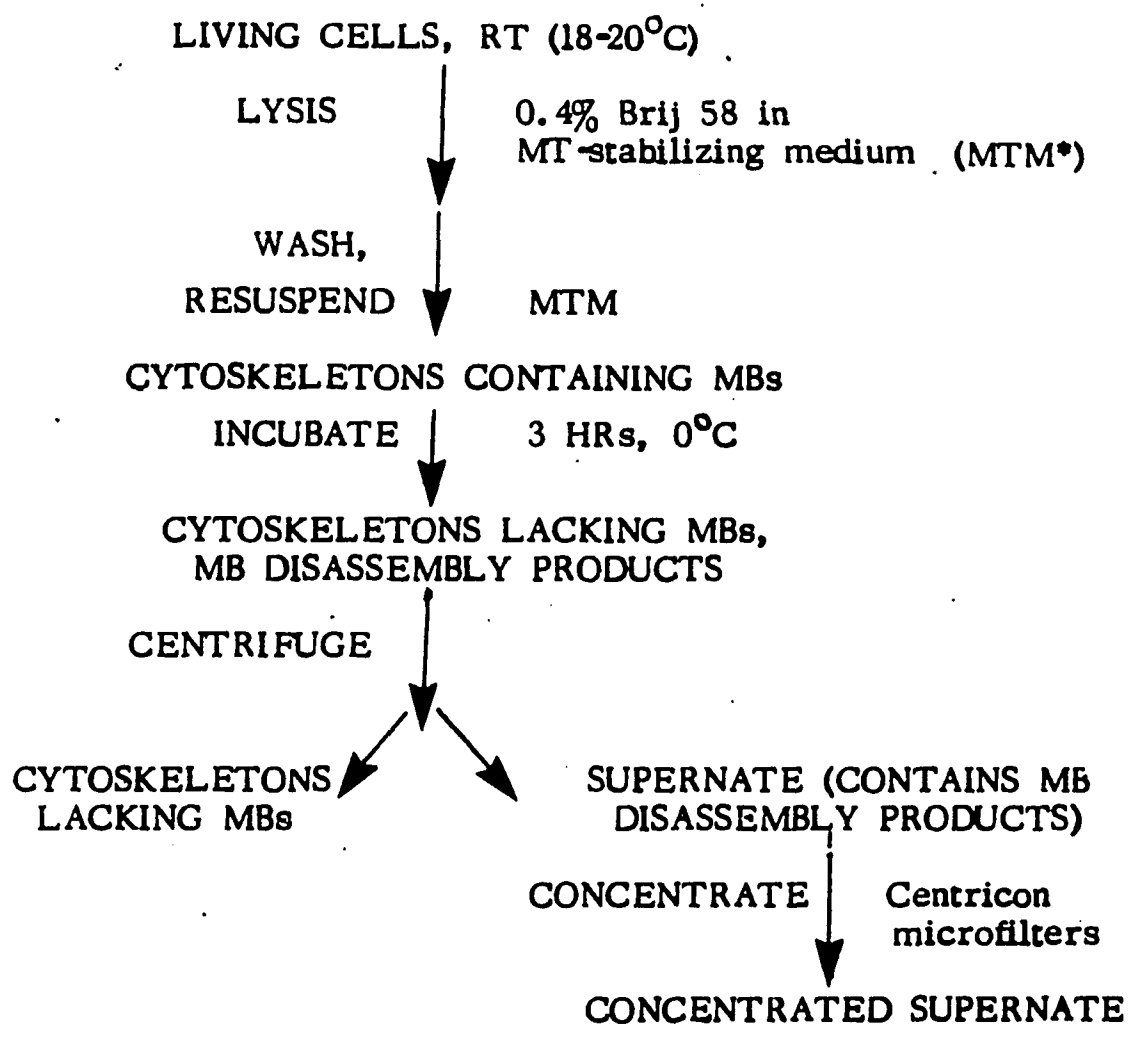 LIVING CELLS, RT (18-20°C)
LYSIS
0.4% Brij 58 in
MT-stabilizing medium (MTM*)
WASH,
RESUSPEND
MTM
CYTOSKELETONS CONTAINING MBs
INCUBATE
3 HRs, 0°C
CYTOSKELETONS LACKING MBs,
MB DISASSEMBLY PRODUCTS
CENTRIFUGE
CYTOSKELETONS
LACKING MBs
SUPERNATE (CONTAINS MB
DISASSEMBLY PRODUCTS)
CONCENTRATE
Centricon
microfilters
CONCENTRATED SUPERNATE